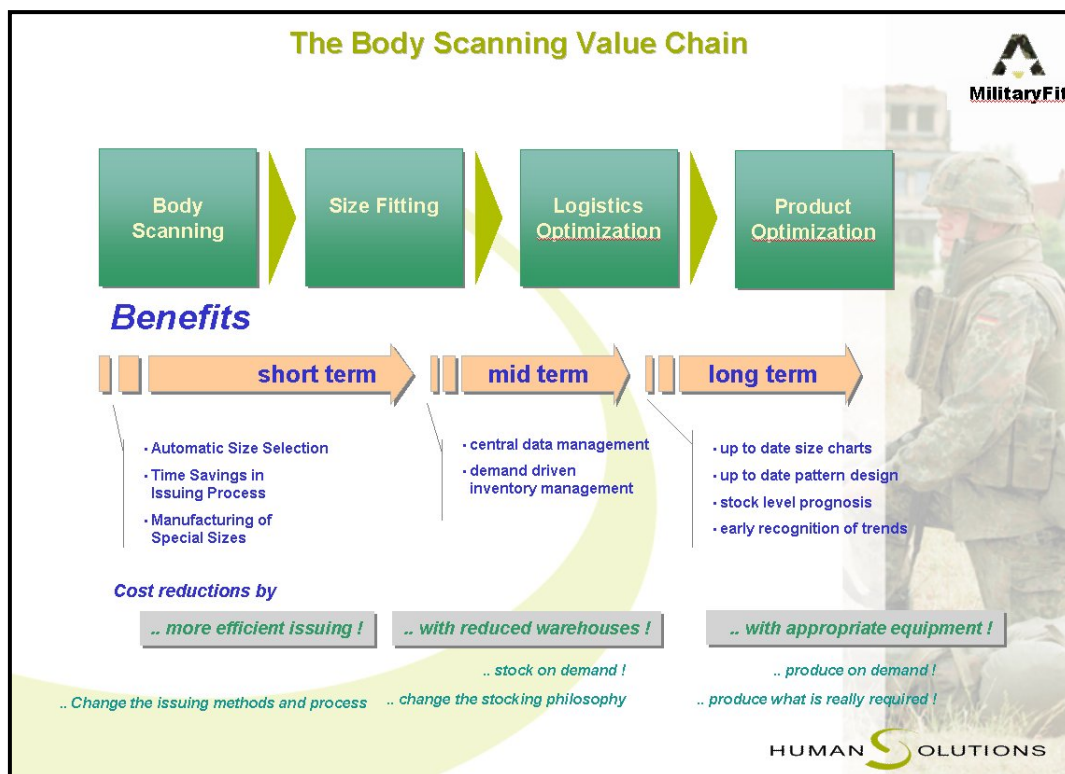 The Body Scanning Value Chain
MilitaryFit
Body
Scanning
Size Fitting
Logistics
Optimization
Product
Optimization
Benefits
short term
mid term
long term
▪ Automatic Size Selection
▪ Time Savings in
Issuing Process
▪ Manufacturing of
Special Sizes
▪ central data management
▪ demand driven
inventory management
▪ up to date size charts
▪ up to date pattern design
▪ stock level prognosis
▪ early recognition of trends
Cost reductions by
.. more efficient issuing !
.. with reduced warehouses !
.. with appropriate equipment !
.. stock on demand !
.. produce on demand !
.. Change the issuing methods and process
.. change the stocking philosophy
.. produce what is really required !
HUMAN SOLUTIONS